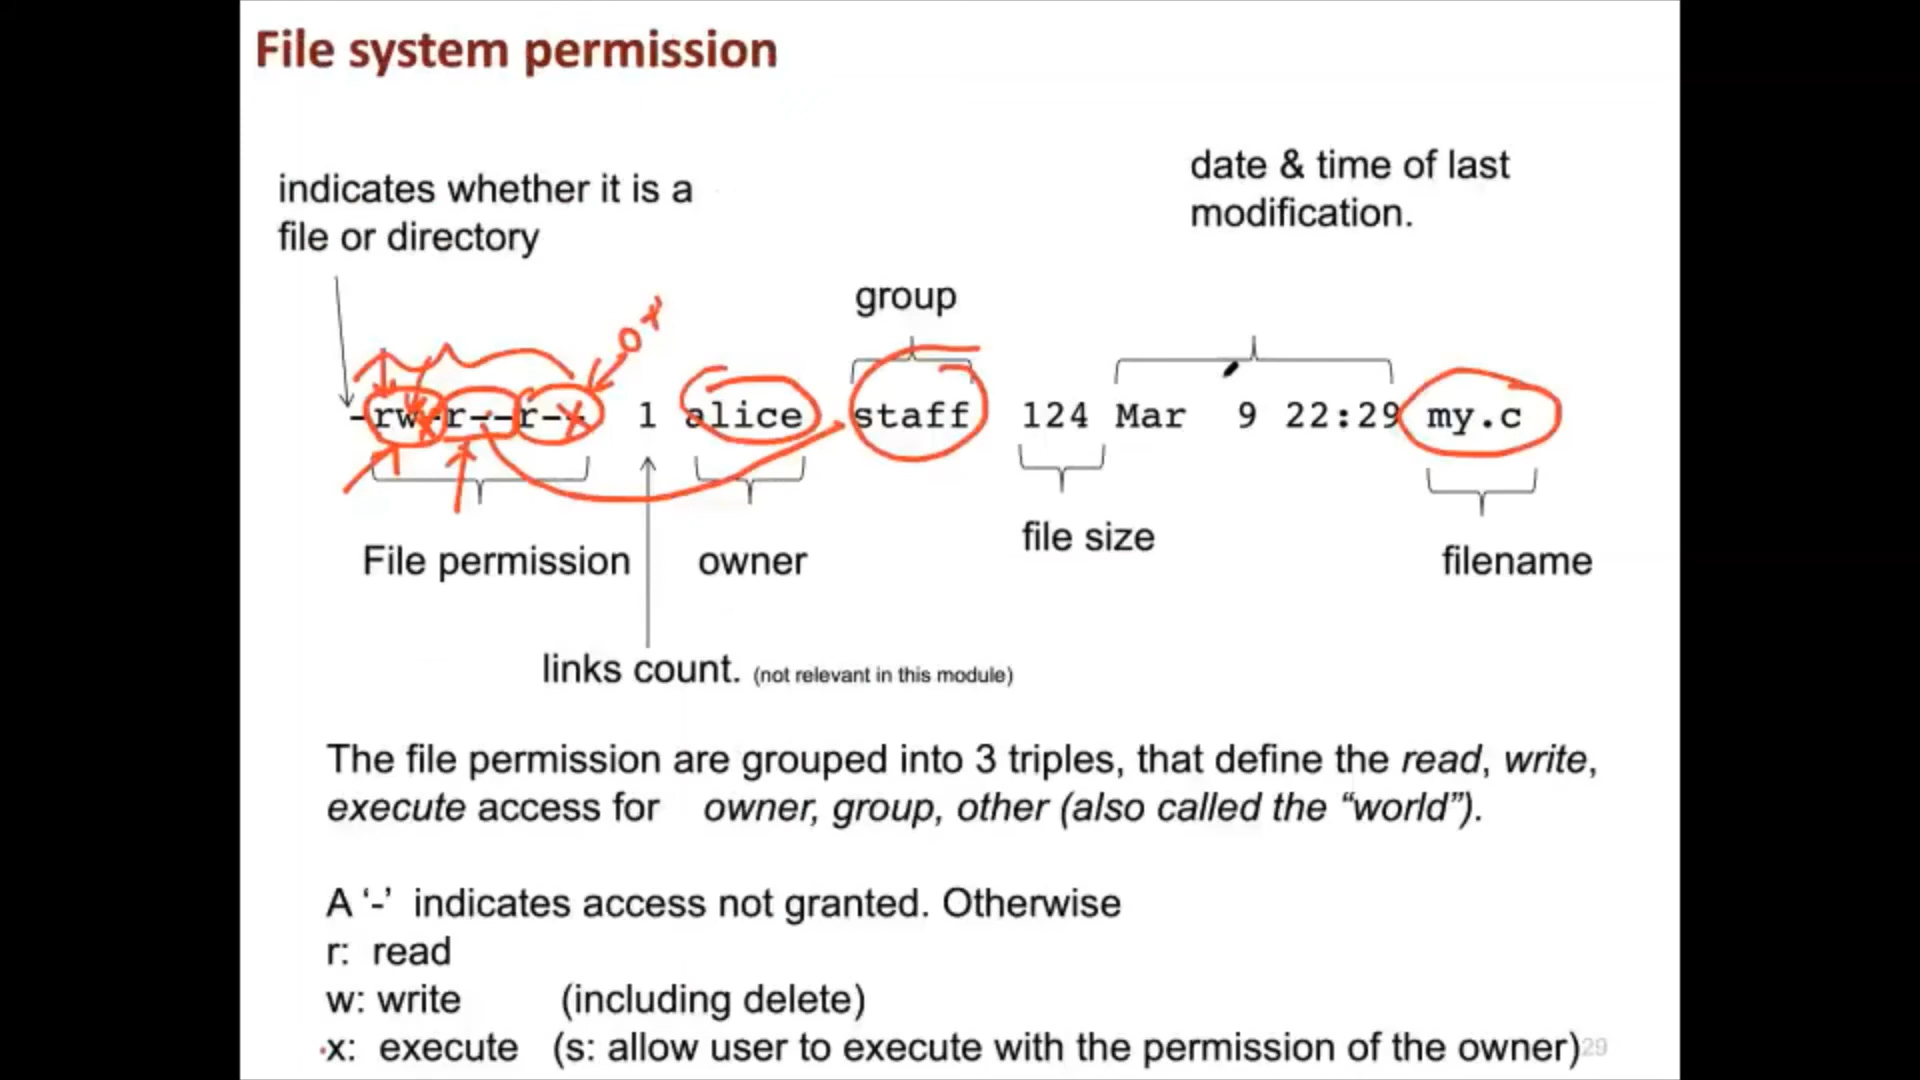 File system permission
indicates whether it is a
file or directory
date & time of last
modification.
group
-rw-r--r-- 1 alice staff 124 Mar 9 22:29 my.c
File permission
owner
file size
filename
links count. (not relevant in this module)
The file permission are grouped into 3 triples, that define the read, write,
execute access for owner, group, other (also called the “world”).
A ‘-’ indicates access not granted. Otherwise
r: read
w: write (including delete)
x: execute (s: allow user to execute with the permission of the owner)
29